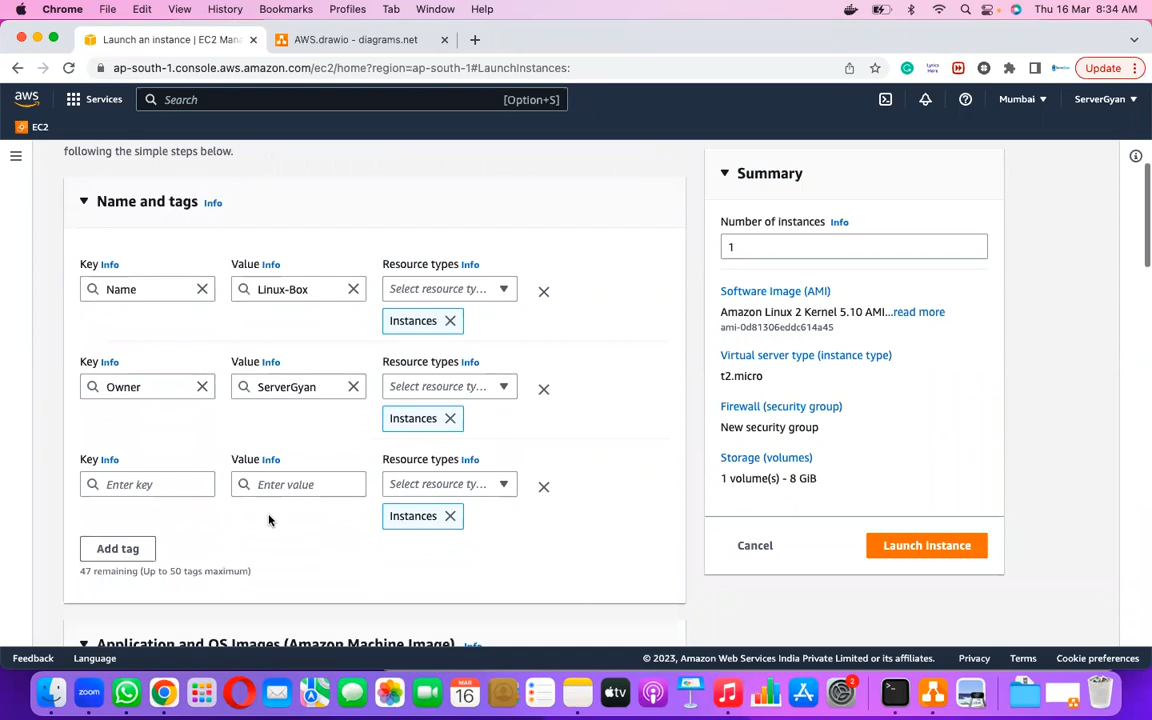 Chrome File Edit View History Bookmarks Profiles Tab Window Help Thu 16 Mar 8:34 AM
Launch an instance | EC2 Mana AWS.drawio - diagrams.net
ap-south-1.console.aws.amazon.com/ec2/home?region=ap-south-1#LaunchInstances: Update
aws Services Search [Option+S] Mumbai ServerGyan
EC2
following the simple steps below.
Name and tags Info
Key Info Value Info Resource types Info
Name Linux-Box Select resource ty...
Instances
Key Info Value Info Resource types Info
Owner ServerGyan Select resource ty...
Instances
Key Info Value Info Resource types Info
Enter key Enter value Select resource ty...
Instances
Add tag
47 remaining (Up to 50 tags maximum)
Application and OS Images (Amazon Machine Image) Info
Summary
Number of instances Info
1
Software Image (AMI)
Amazon Linux 2 Kernel 5.10 AMI...read more
ami-0d81306eddc614a45
Virtual server type (instance type)
t2.micro
Firewall (security group)
New security group
Storage (volumes)
1 volume(s) - 8 GiB
Cancel Launch instance
Feedback Language © 2023, Amazon Web Services India Private Limited or its affiliates. Privacy Terms Cookie preferences
zoom MAR 16 tv 2